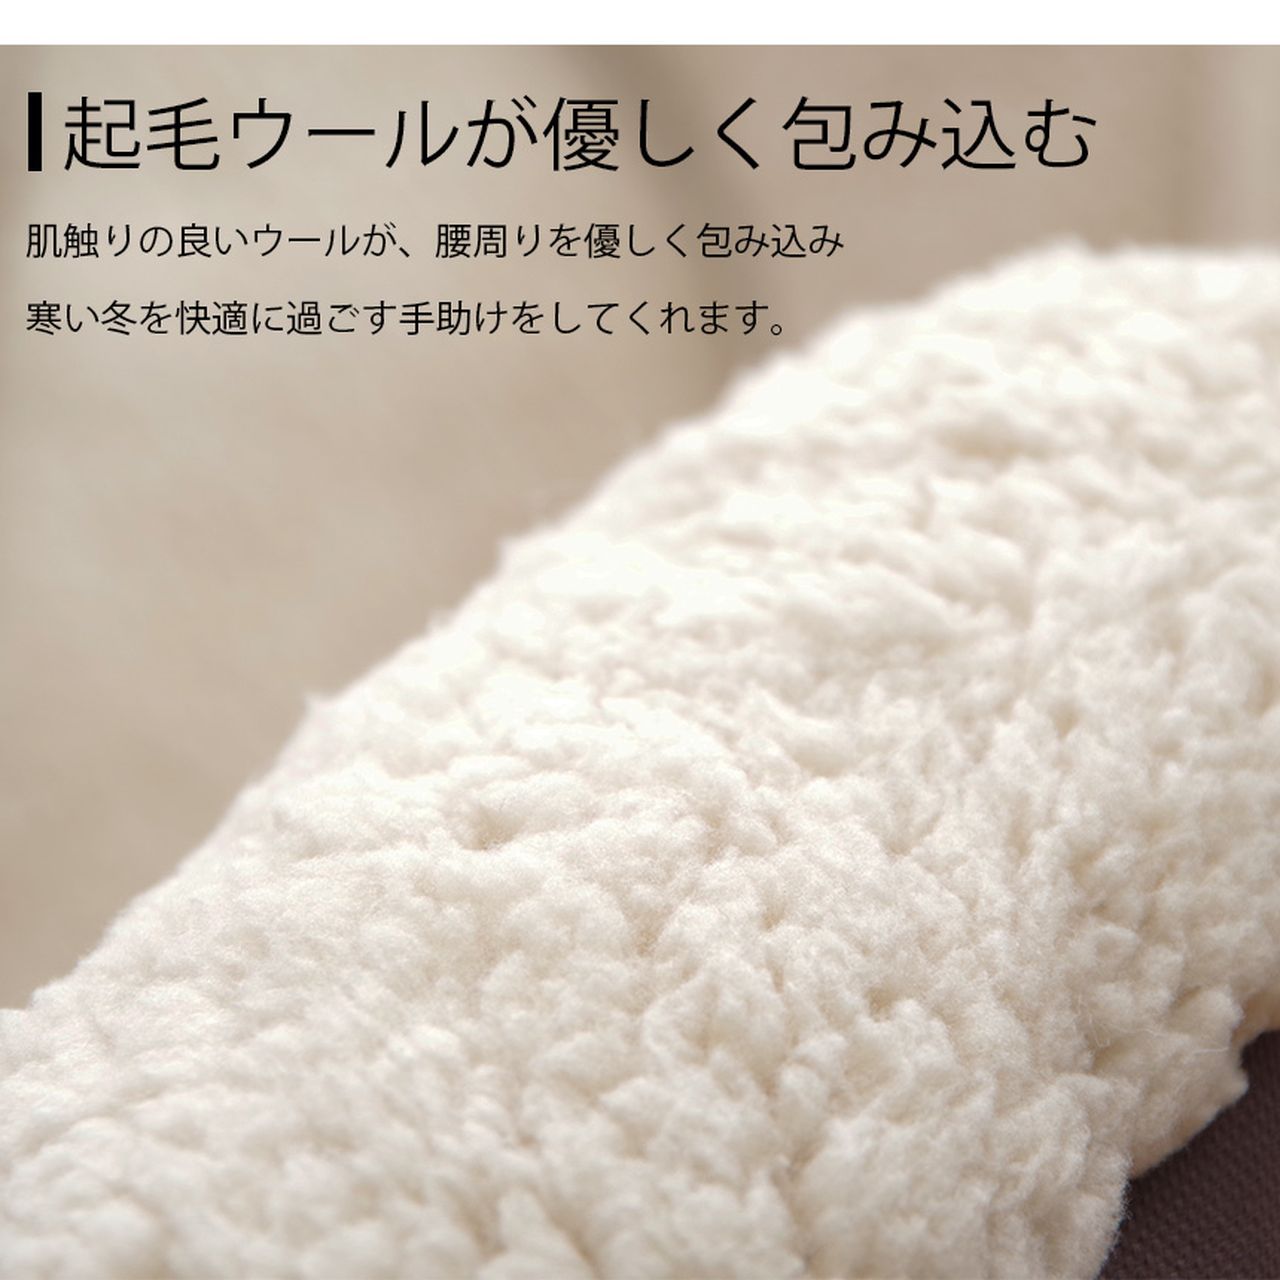 起毛ウールが優しく包み込む
肌触りの良いウールが、腰周りを優しく包み込み
寒い冬を快適に過ごす手助けをしてくれます。